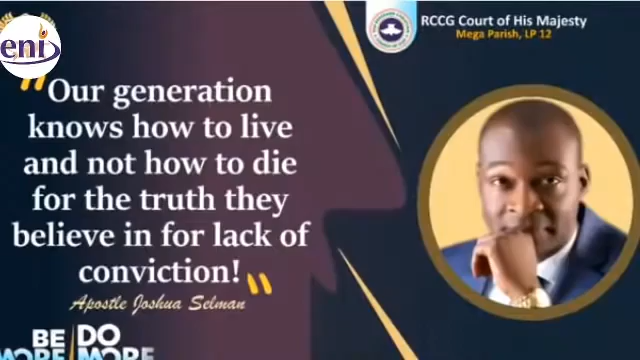 eni
RCCG Court of His Majesty
Mega Parish, LP 12
"Our generation
knows how to live
and not how to die
for the truth they
believe in for lack of
conviction!"
Apostle Joshua Selman
BE DO
MORE MORE